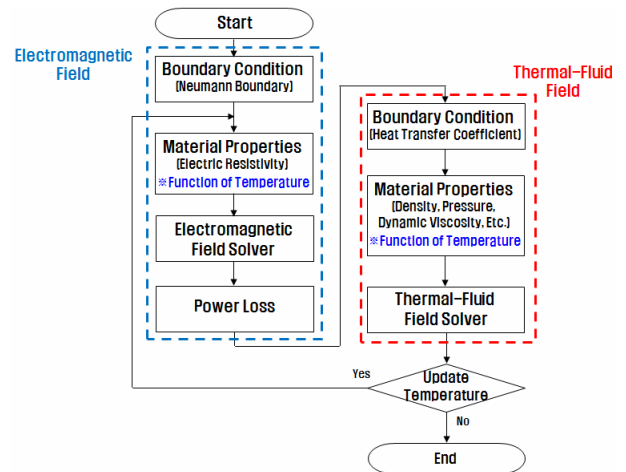 Start
Electromagnetic
Field
Boundary Condition
(Neumann Boundary)
Material Properties
(Electric Resistivity)
※Function of Temperature
Electromagnetic
Field Solver
Power Loss
Thermal-Fluid
Field
Boundary Condition
(Heat Transfer Coefficient)
Material Properties
(Density, Pressure,
Dynamic Viscosity, Etc.)
※Function of Temperature
Thermal-Fluid
Field Solver
Yes
Update
Temperature
No
End